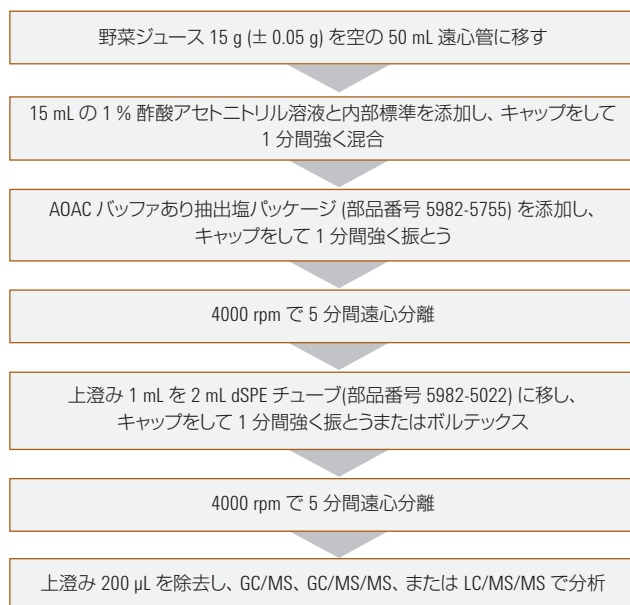 野菜ジュース 15 g (± 0.05 g) を空の 50 mL 遠心管に移す
15 mL の 1 % 酢酸アセトニトリル溶液と内部標準を添加し、キャップをして
1 分間強く混合
AOAC バッファあり抽出塩パッケージ (部品番号 5982-5755) を添加し、
キャップをして 1 分間強く振とう
4000 rpm で 5 分間遠心分離
上澄み 1 mL を 2 mL dSPE チューブ(部品番号 5982-5022) に移し、
キャップをして 1 分間強く振とうまたはボルテックス
4000 rpm で 5 分間遠心分離
上澄み 200 µL を除去し、GC/MS、GC/MS/MS、または LC/MS/MS で分析